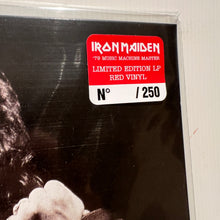 IRON MAIDEN
'79 MUSIC MACHINE MASTER
LIMITED EDITION LP
RED VINYL
N° / 250